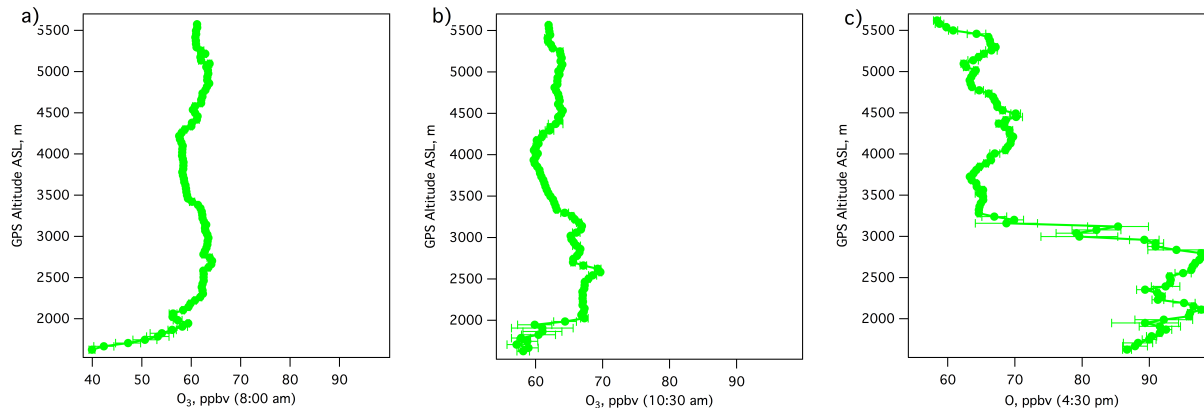 a)
5500
5000
4500
4000
3500
3000
2500
2000
GPS Altitude ASL, m
40 50 60 70 80 90
O₃, ppbv (8:00 am)
b)
5500
5000
4500
4000
3500
3000
2500
2000
GPS Altitude ASL, m
60 70 80 90
O₃, ppbv (10:30 am)
c)
5500
5000
4500
4000
3500
3000
2500
2000
GPS Altitude ASL, m
60 70 80 90
O, ppbv (4:30 pm)